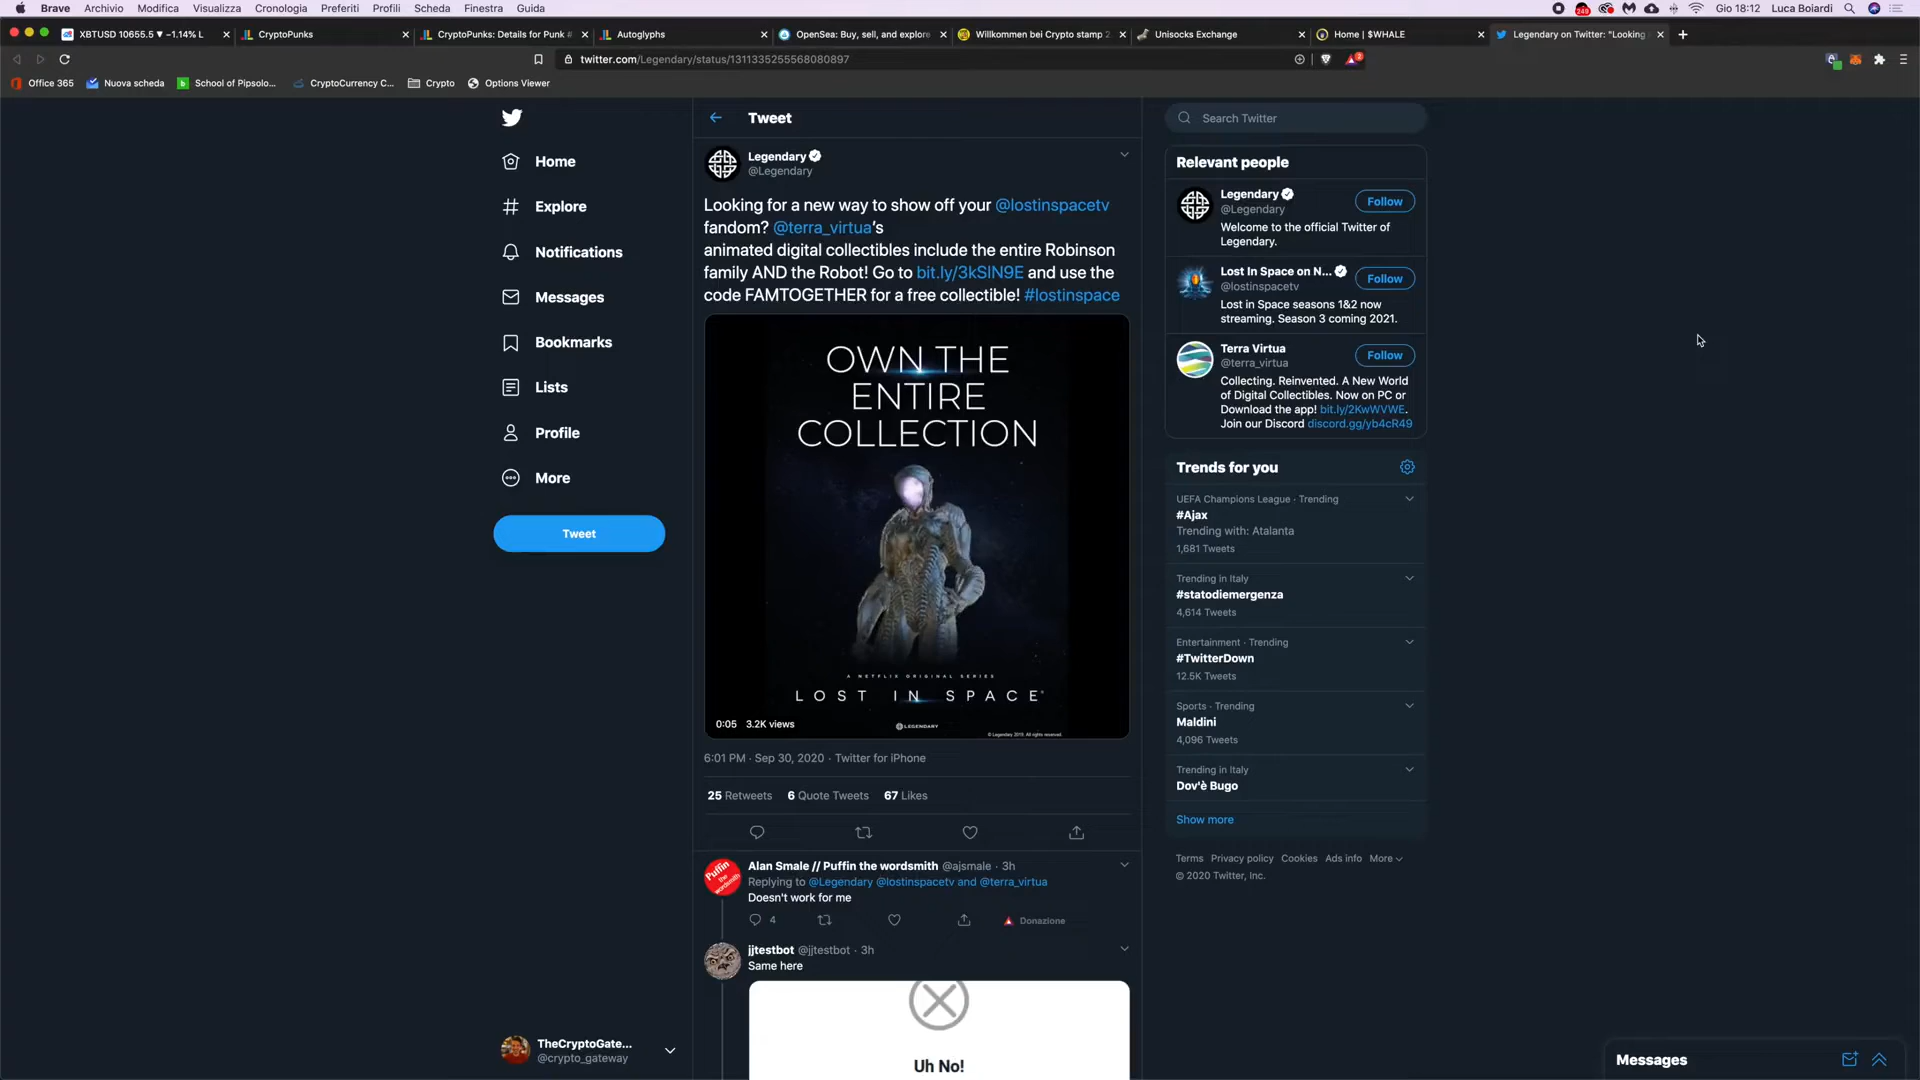 Brave Archivio Modifica Visualizza Cronologia Preferiti Profili Scheda Finestra Guida
Gio 18:12 Luca Boiardi
XBTUSD 10655.5 ▼ −1.14% L
CryptoPunks
CryptoPunks: Details for Punk #
Autoglyphs
OpenSea: Buy, sell, and explore
Willkommen bei Crypto stamp 2
Unisocks Exchange
Home | $WHALE
Legendary on Twitter: "Looking
twitter.com/Legendary/status/1311335255568080897
Office 365
Nuova scheda
School of Pipsolo...
CryptoCurrency C...
Crypto
Options Viewer
Home
Explore
Notifications
Messages
Bookmarks
Lists
Profile
More
Tweet
TheCryptoGate...
@crypto_gateway
Tweet
Legendary
@Legendary
Looking for a new way to show off your @lostinspacetv
fandom? @terra_virtua's
animated digital collectibles include the entire Robinson
family AND the Robot! Go to bit.ly/3kSlN9E and use the
code FAMTOGETHER for a free collectible! #lostinspace
OWN THE
ENTIRE
COLLECTION
A NETFLIX ORIGINAL SERIES
LOST IN SPACE
0:05 3.2K views
LEGENDARY
© Legendary 2019. All rights reserved.
6:01 PM · Sep 30, 2020 · Twitter for iPhone
25 Retweets 6 Quote Tweets 67 Likes
Alan Smale // Puffin the wordsmith @ajsmale · 3h
Puffin
the
wordsmith
Replying to @Legendary @lostinspacetv and @terra_virtua
Doesn't work for me
4
Donazione
jjtestbot @jjtestbot · 3h
Same here
Uh No!
Search Twitter
Relevant people
Legendary
@Legendary
Follow
Welcome to the official Twitter of
Legendary.
Lost In Space on N...
@lostinspacetv
Follow
Lost in Space seasons 1&2 now
streaming. Season 3 coming 2021.
Terra Virtua
@terra_virtua
Follow
Collecting. Reinvented. A New World
of Digital Collectibles. Now on PC or
Download the app! bit.ly/2KwWVWE.
Join our Discord discord.gg/yb4cR49
Trends for you
UEFA Champions League · Trending
#Ajax
Trending with: Atalanta
1,681 Tweets
Trending in Italy
#statodiemergenza
4,614 Tweets
Entertainment · Trending
#TwitterDown
12.5K Tweets
Sports · Trending
Maldini
4,096 Tweets
Trending in Italy
Dov'è Bugo
Show more
Terms Privacy policy Cookies Ads info More
© 2020 Twitter, Inc.
Messages